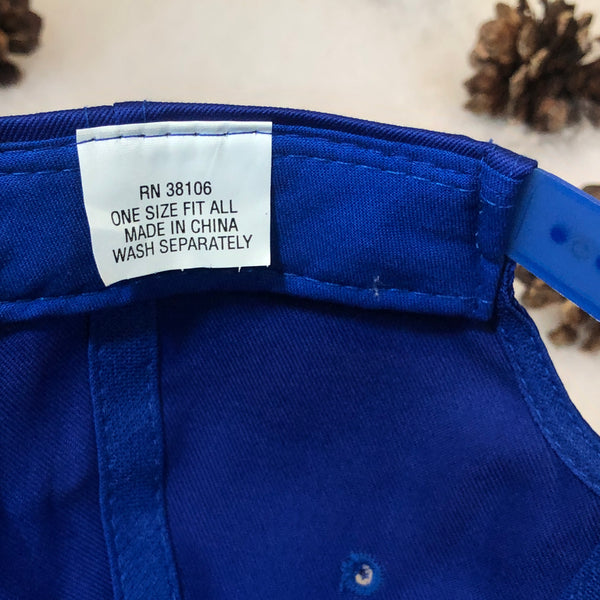 RN 38106
ONE SIZE FIT ALL
MADE IN CHINA
WASH SEPARATELY